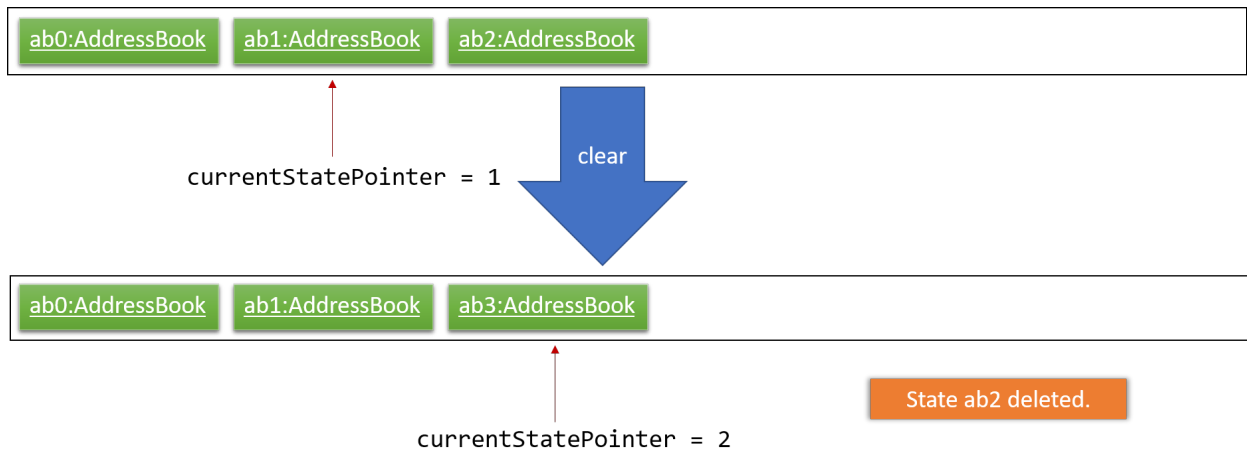 ab0:AddressBook
ab1:AddressBook
ab2:AddressBook
clear
currentStatePointer = 1
ab0:AddressBook
ab1:AddressBook
ab3:AddressBook
State ab2 deleted.
currentStatePointer = 2